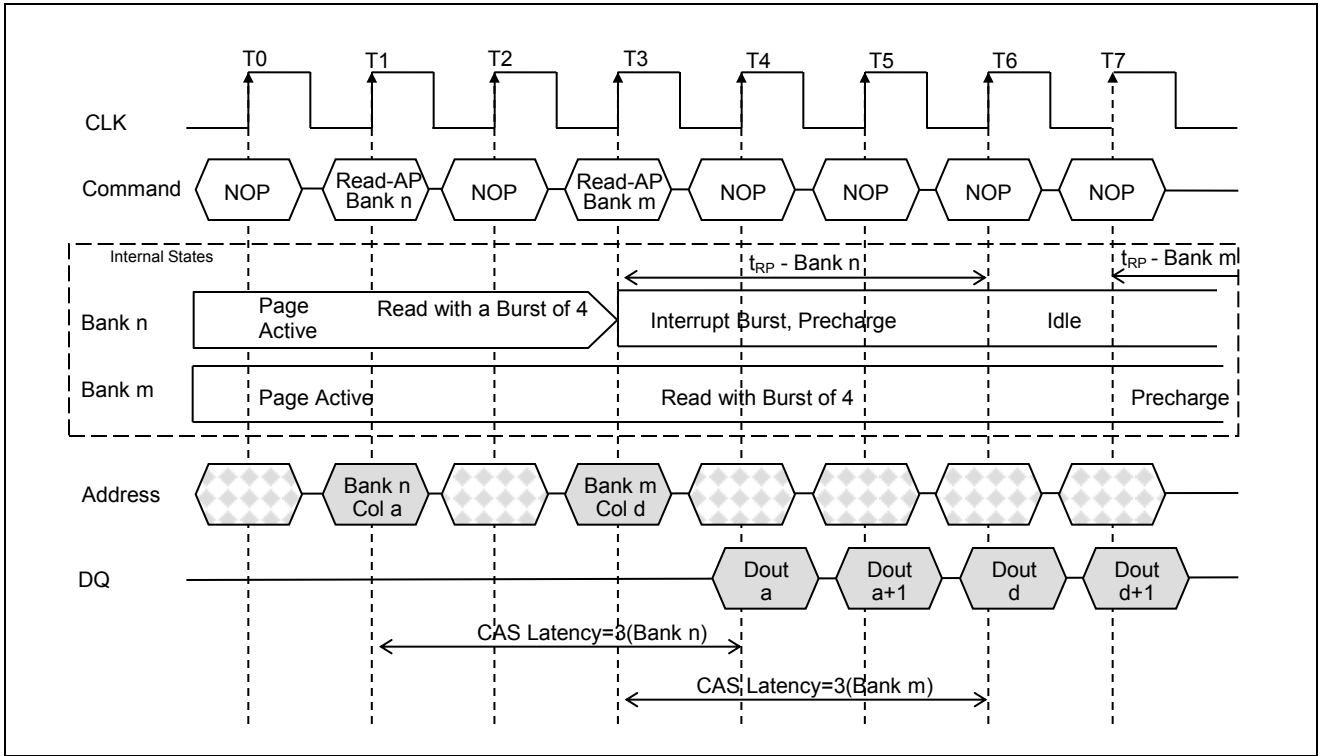 T0 T1 T2 T3 T4 T5 T6 T7
CLK
Command
NOP
Read-AP
Bank n
NOP
Read-AP
Bank m
NOP
NOP
NOP
NOP
Internal States
tRP - Bank n
tRP - Bank m
Bank n
Page
Active
Read with a Burst of 4
Interrupt Burst, Precharge
Idle
Bank m
Page Active
Read with Burst of 4
Precharge
Address
Bank n
Col a
Bank m
Col d
DQ
Dout
a
Dout
a+1
Dout
d
Dout
d+1
CAS Latency=3(Bank n)
CAS Latency=3(Bank m)